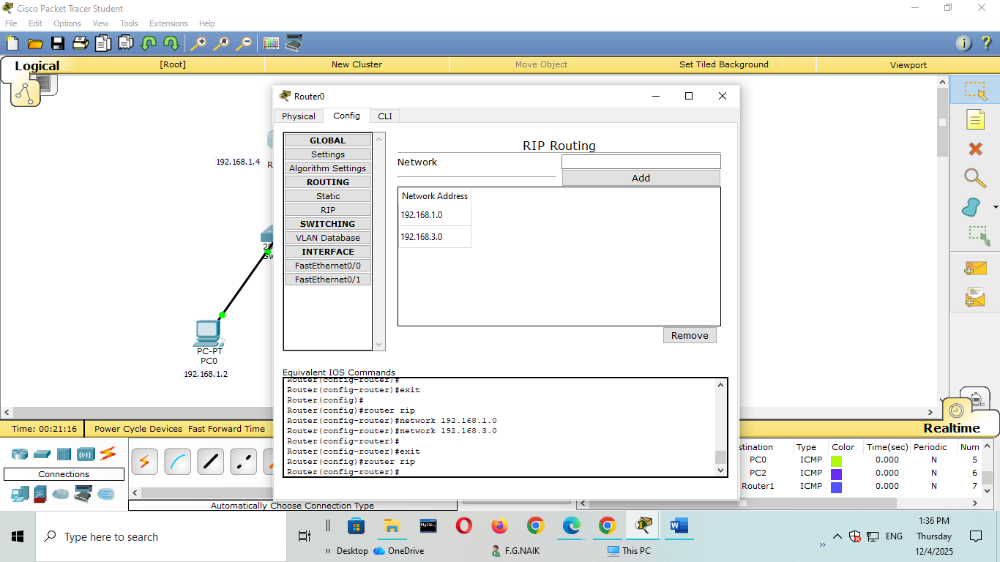 Cisco Packet Tracer Student
File Edit Options View Tools Extensions Help
Logical [Root] New Cluster Move Object Set Tiled Background Viewport
Router0
Physical Config CLI
GLOBAL
Settings
Algorithm Settings
ROUTING
Static
RIP
SWITCHING
VLAN Database
INTERFACE
FastEthernet0/0
FastEthernet0/1
RIP Routing
Network
Add
Network Address
192.168.1.0
192.168.3.0
Remove
192.168.1.4
PC-PT
PC0
192.168.1.2
Equivalent IOS Commands
Router(config-router)#
Router(config-router)#exit
Router(config)#
Router(config)#router rip
Router(config-router)#network 192.168.1.0
Router(config-router)#network 192.168.3.0
Router(config-router)#
Router(config-router)#exit
Router(config)#router rip
Router(config-router)#
Time: 00:21:16 Power Cycle Devices Fast Forward Time
Realtime
Connections
Automatically Choose Connection Type
stination Type Color Time(sec) Periodic Num
PC0 ICMP 0.000 N 5
PC2 ICMP 0.000 N 6
Router1 ICMP 0.000 N 7
Type here to search
MySQL
Desktop OneDrive F.G.NAIK This PC
ENG
1:36 PM
Thursday
12/4/2025